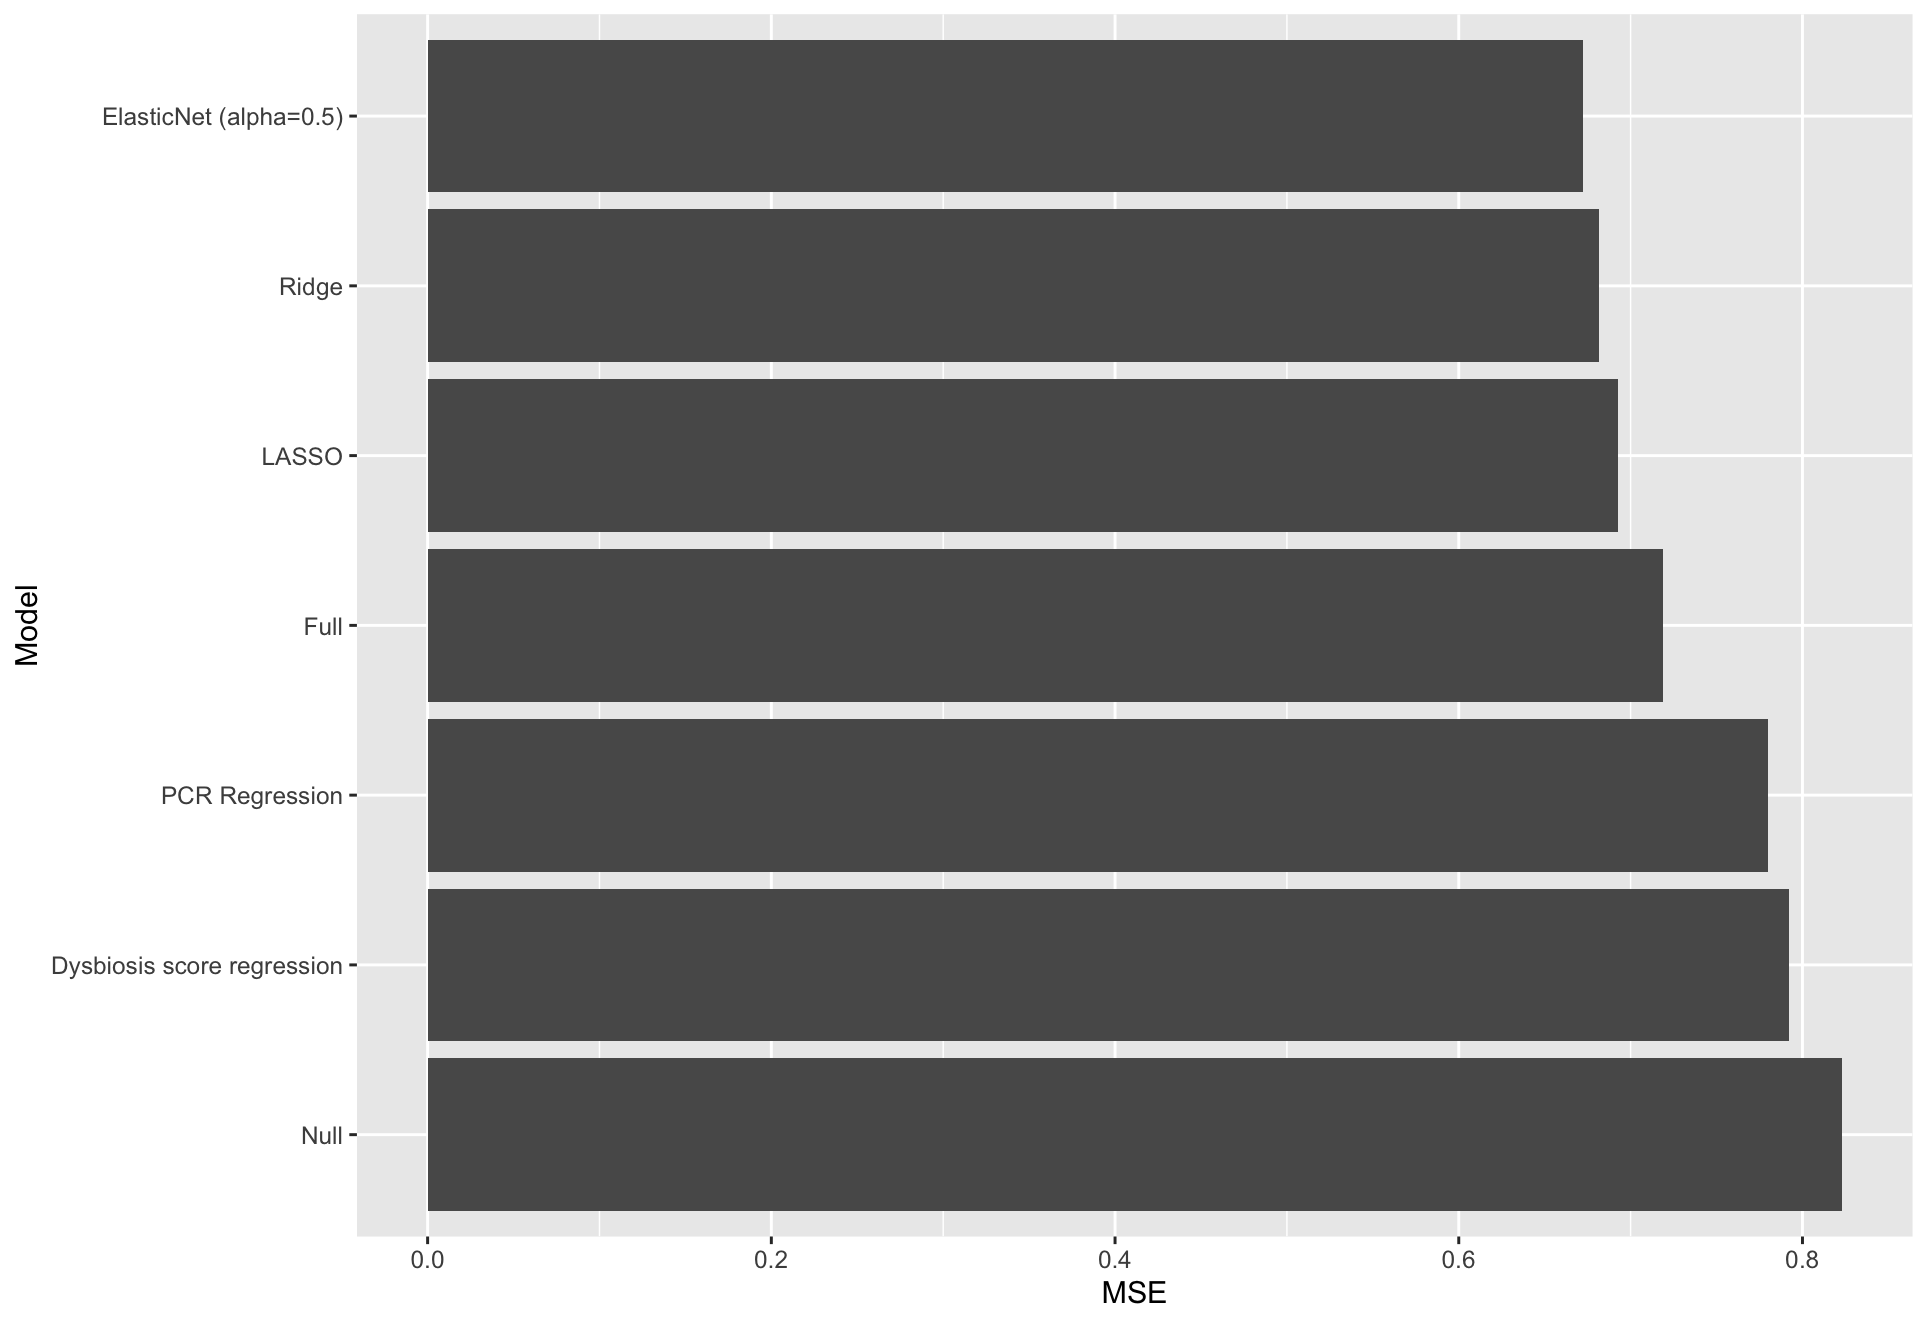 ElasticNet (alpha=0.5)
Ridge
LASSO
Full
PCR Regression
Dysbiosis score regression
Null
Model
0.0 0.2 0.4 0.6 0.8
MSE